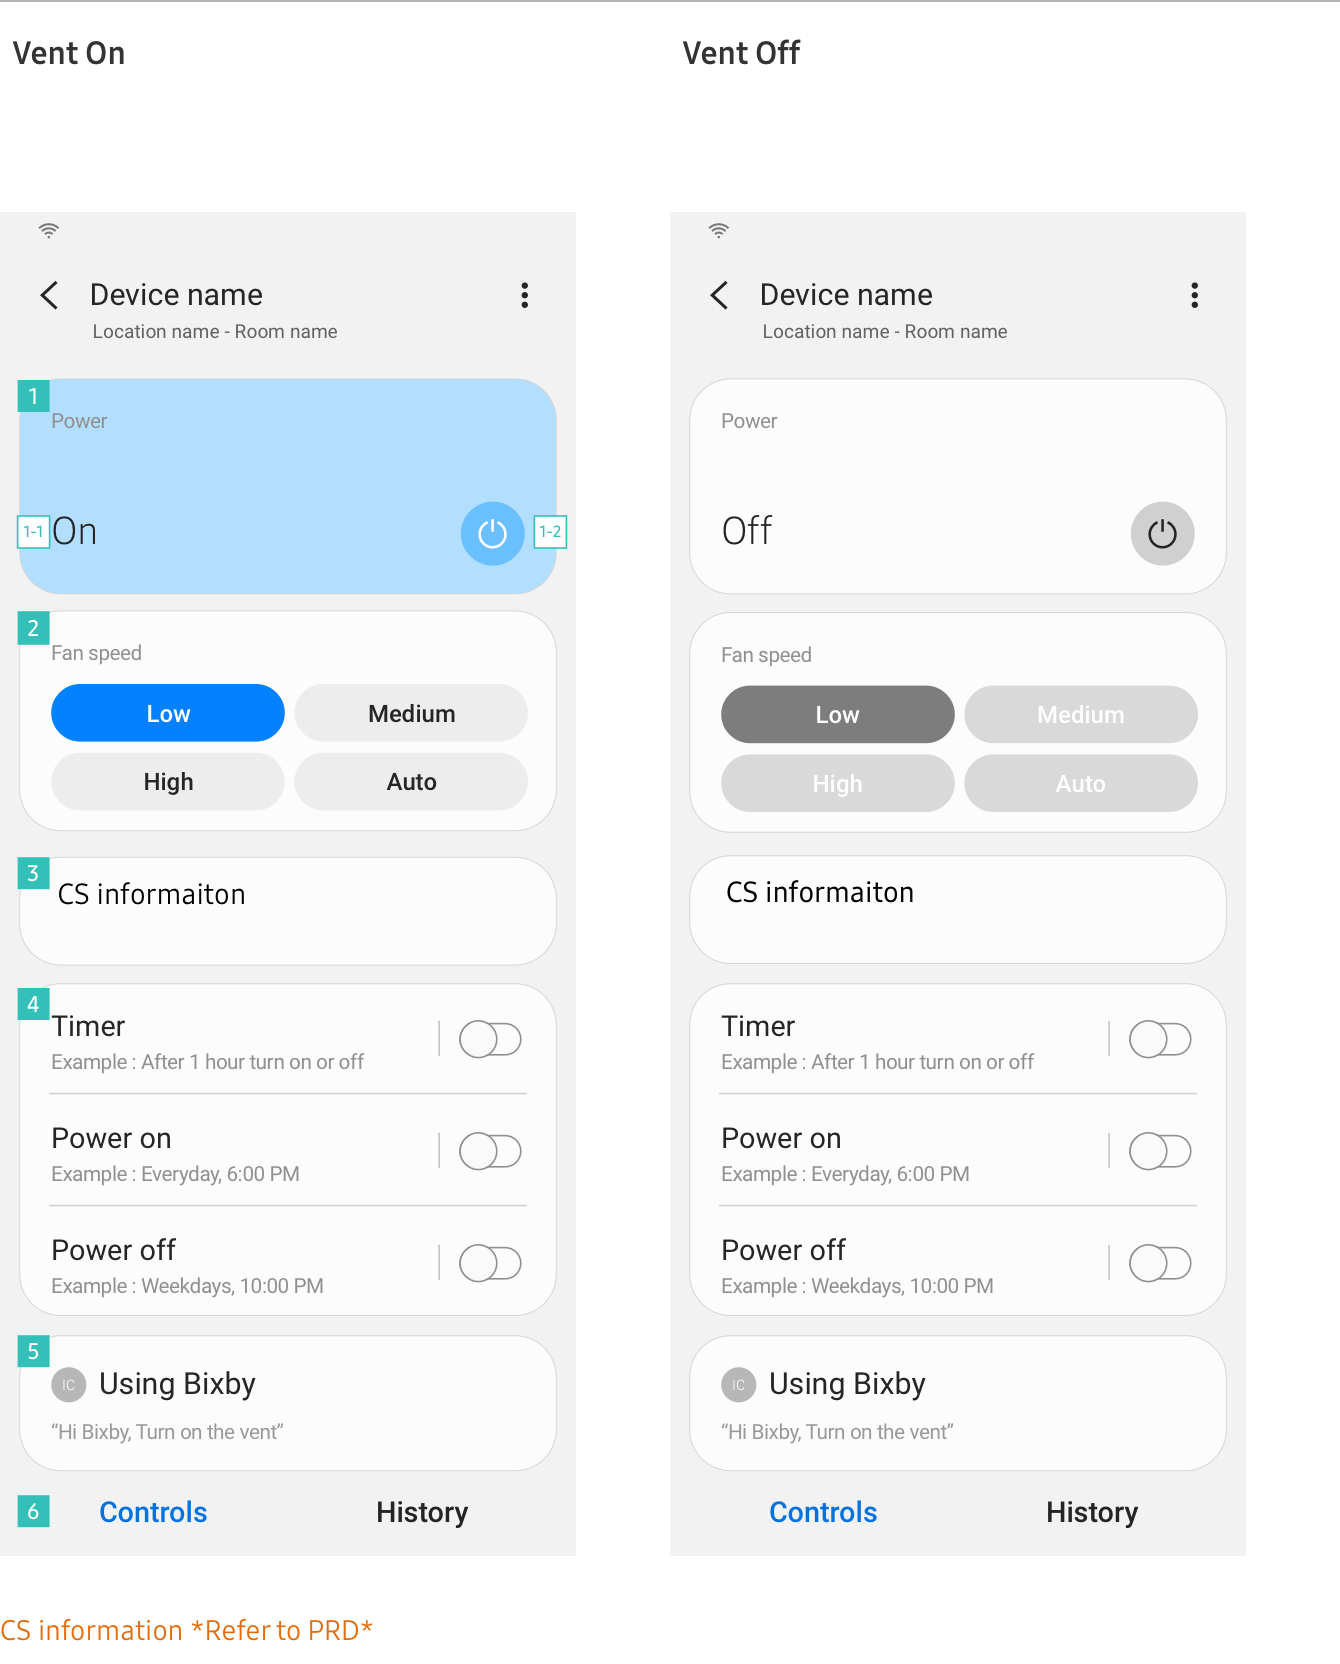 Vent On
Device name
Location name - Room name
1
Power
1-1
On
1-2
2
Fan speed
Low
Medium
High
Auto
3
CS informaiton
4
Timer
Example : After 1 hour turn on or off
Power on
Example : Everyday, 6:00 PM
Power off
Example : Weekdays, 10:00 PM
5
IC
Using Bixby
“Hi Bixby, Turn on the vent”
6
Controls
History
Vent Off
Device name
Location name - Room name
Power
Off
Fan speed
Low
Medium
High
Auto
CS informaiton
Timer
Example : After 1 hour turn on or off
Power on
Example : Everyday, 6:00 PM
Power off
Example : Weekdays, 10:00 PM
IC
Using Bixby
“Hi Bixby, Turn on the vent”
Controls
History
CS information *Refer to PRD*